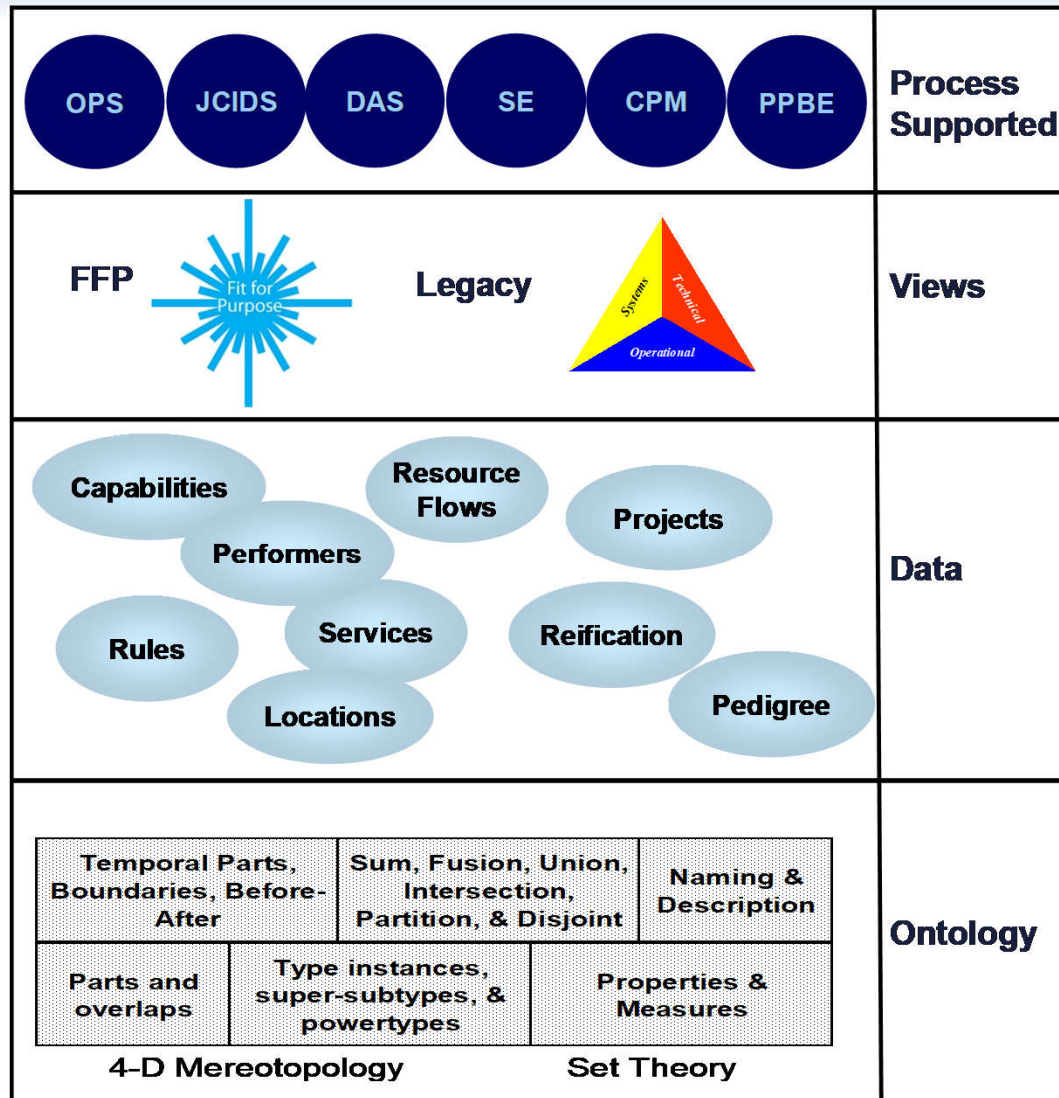 OPS
JCIDS
DAS
SE
CPM
PPBE
Process
Supported
FFP
Fit for
Purpose
Legacy
Systems
Technical
Operational
Views
Capabilities
Resource
Flows
Projects
Performers
Rules
Services
Reification
Locations
Pedigree
Data
Temporal Parts,
Boundaries, Before-
After
Sum, Fusion, Union,
Intersection,
Partition, & Disjoint
Naming &
Description
Parts and
overlaps
Type instances,
super-subtypes, &
powertypes
Properties &
Measures
4-D Mereotopology
Set Theory
Ontology